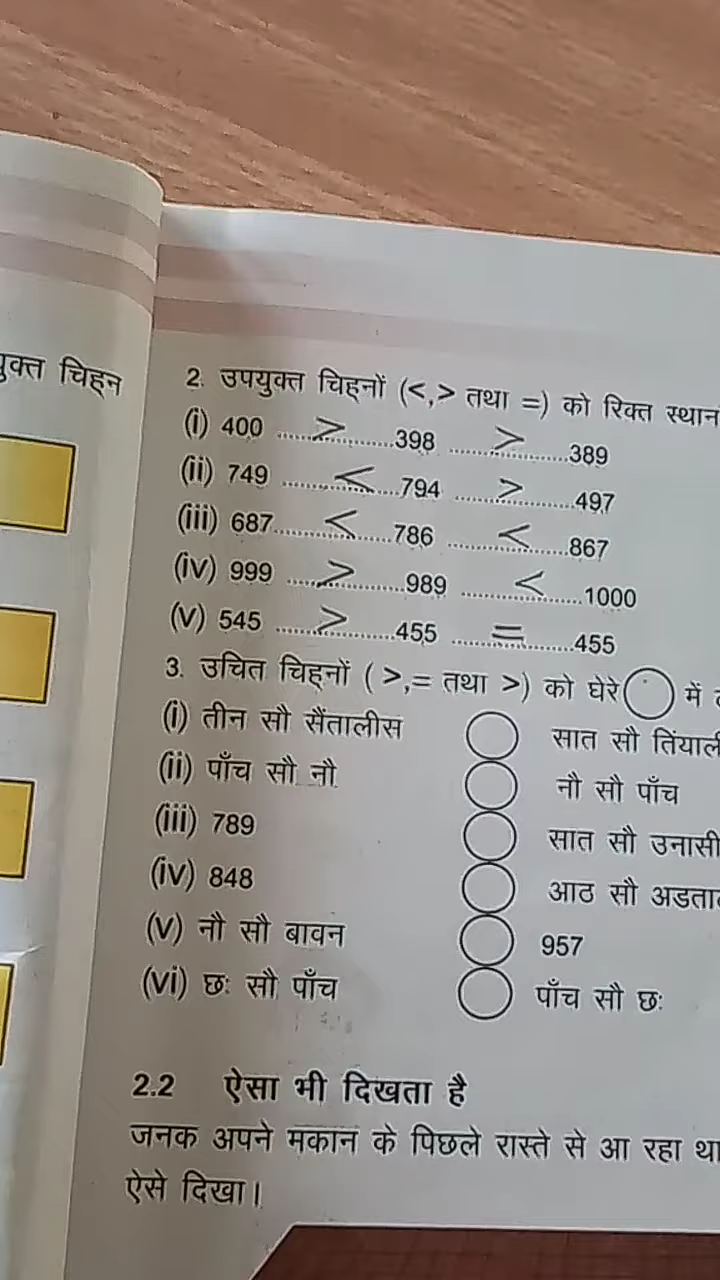 युक्त चिह्न
2. उपयुक्त चिह्नों (<,> तथा =) को रिक्त स्थान
(i) 400 ....>....398 ....>....389
(ii) 749 ....<....794 ....>....497
(iii) 687....<....786 ....<....867
(iv) 999 ....>....989 ....<....1000
(v) 545 ....>....455 ....=....455
3. उचित चिह्नों ( >,= तथा >) को घेरे ◯ में
(i) तीन सौ सैंतालीस ◯ सात सौ
(ii) पाँच सौ नौ ◯ नौ सौ पाँच
(iii) 789 ◯ सात सौ उनासी
(iv) 848 ◯ आठ सौ
(v) नौ सौ बावन ◯ 957
(vi) छः सौ पाँच ◯ पाँच सौ छः
2.2 ऐसा भी दिखता है
जनक अपने मकान के पिछले रास्ते से आ रहा था
ऐसे दिखा।